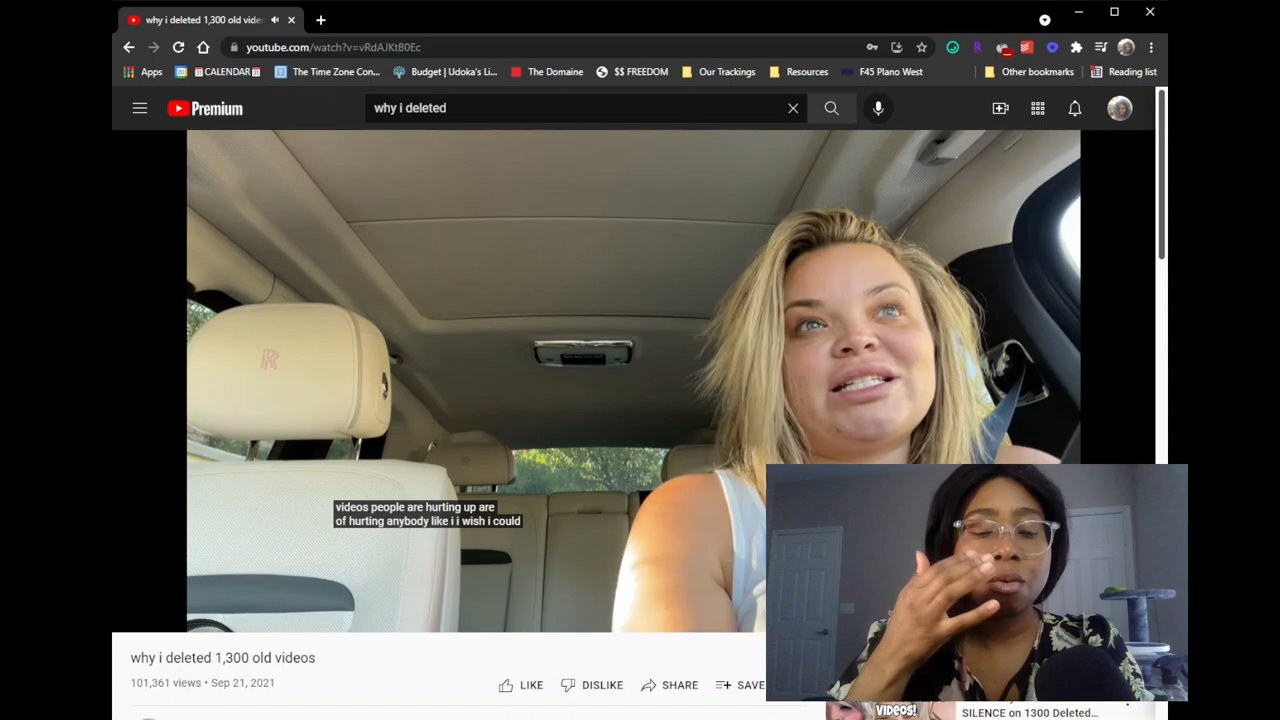 why i deleted 1,300 old vide
youtube.com/watch?v=vRdAJKtB0Ec
Apps
CALENDAR
The Time Zone Con...
Budget | Udoka's Li...
The Domaine
$$ FREEDOM
Our Trackings
Resources
F45 Plano West
Other bookmarks
Reading list
Premium
why i deleted
RR
videos people are hurting up are
of hurting anybody like i i wish i could
why i deleted 1,300 old videos
101,361 views • Sep 21, 2021
LIKE
DISLIKE
SHARE
SAVE
VIDEOS!
SILENCE on 1300 Deleted...